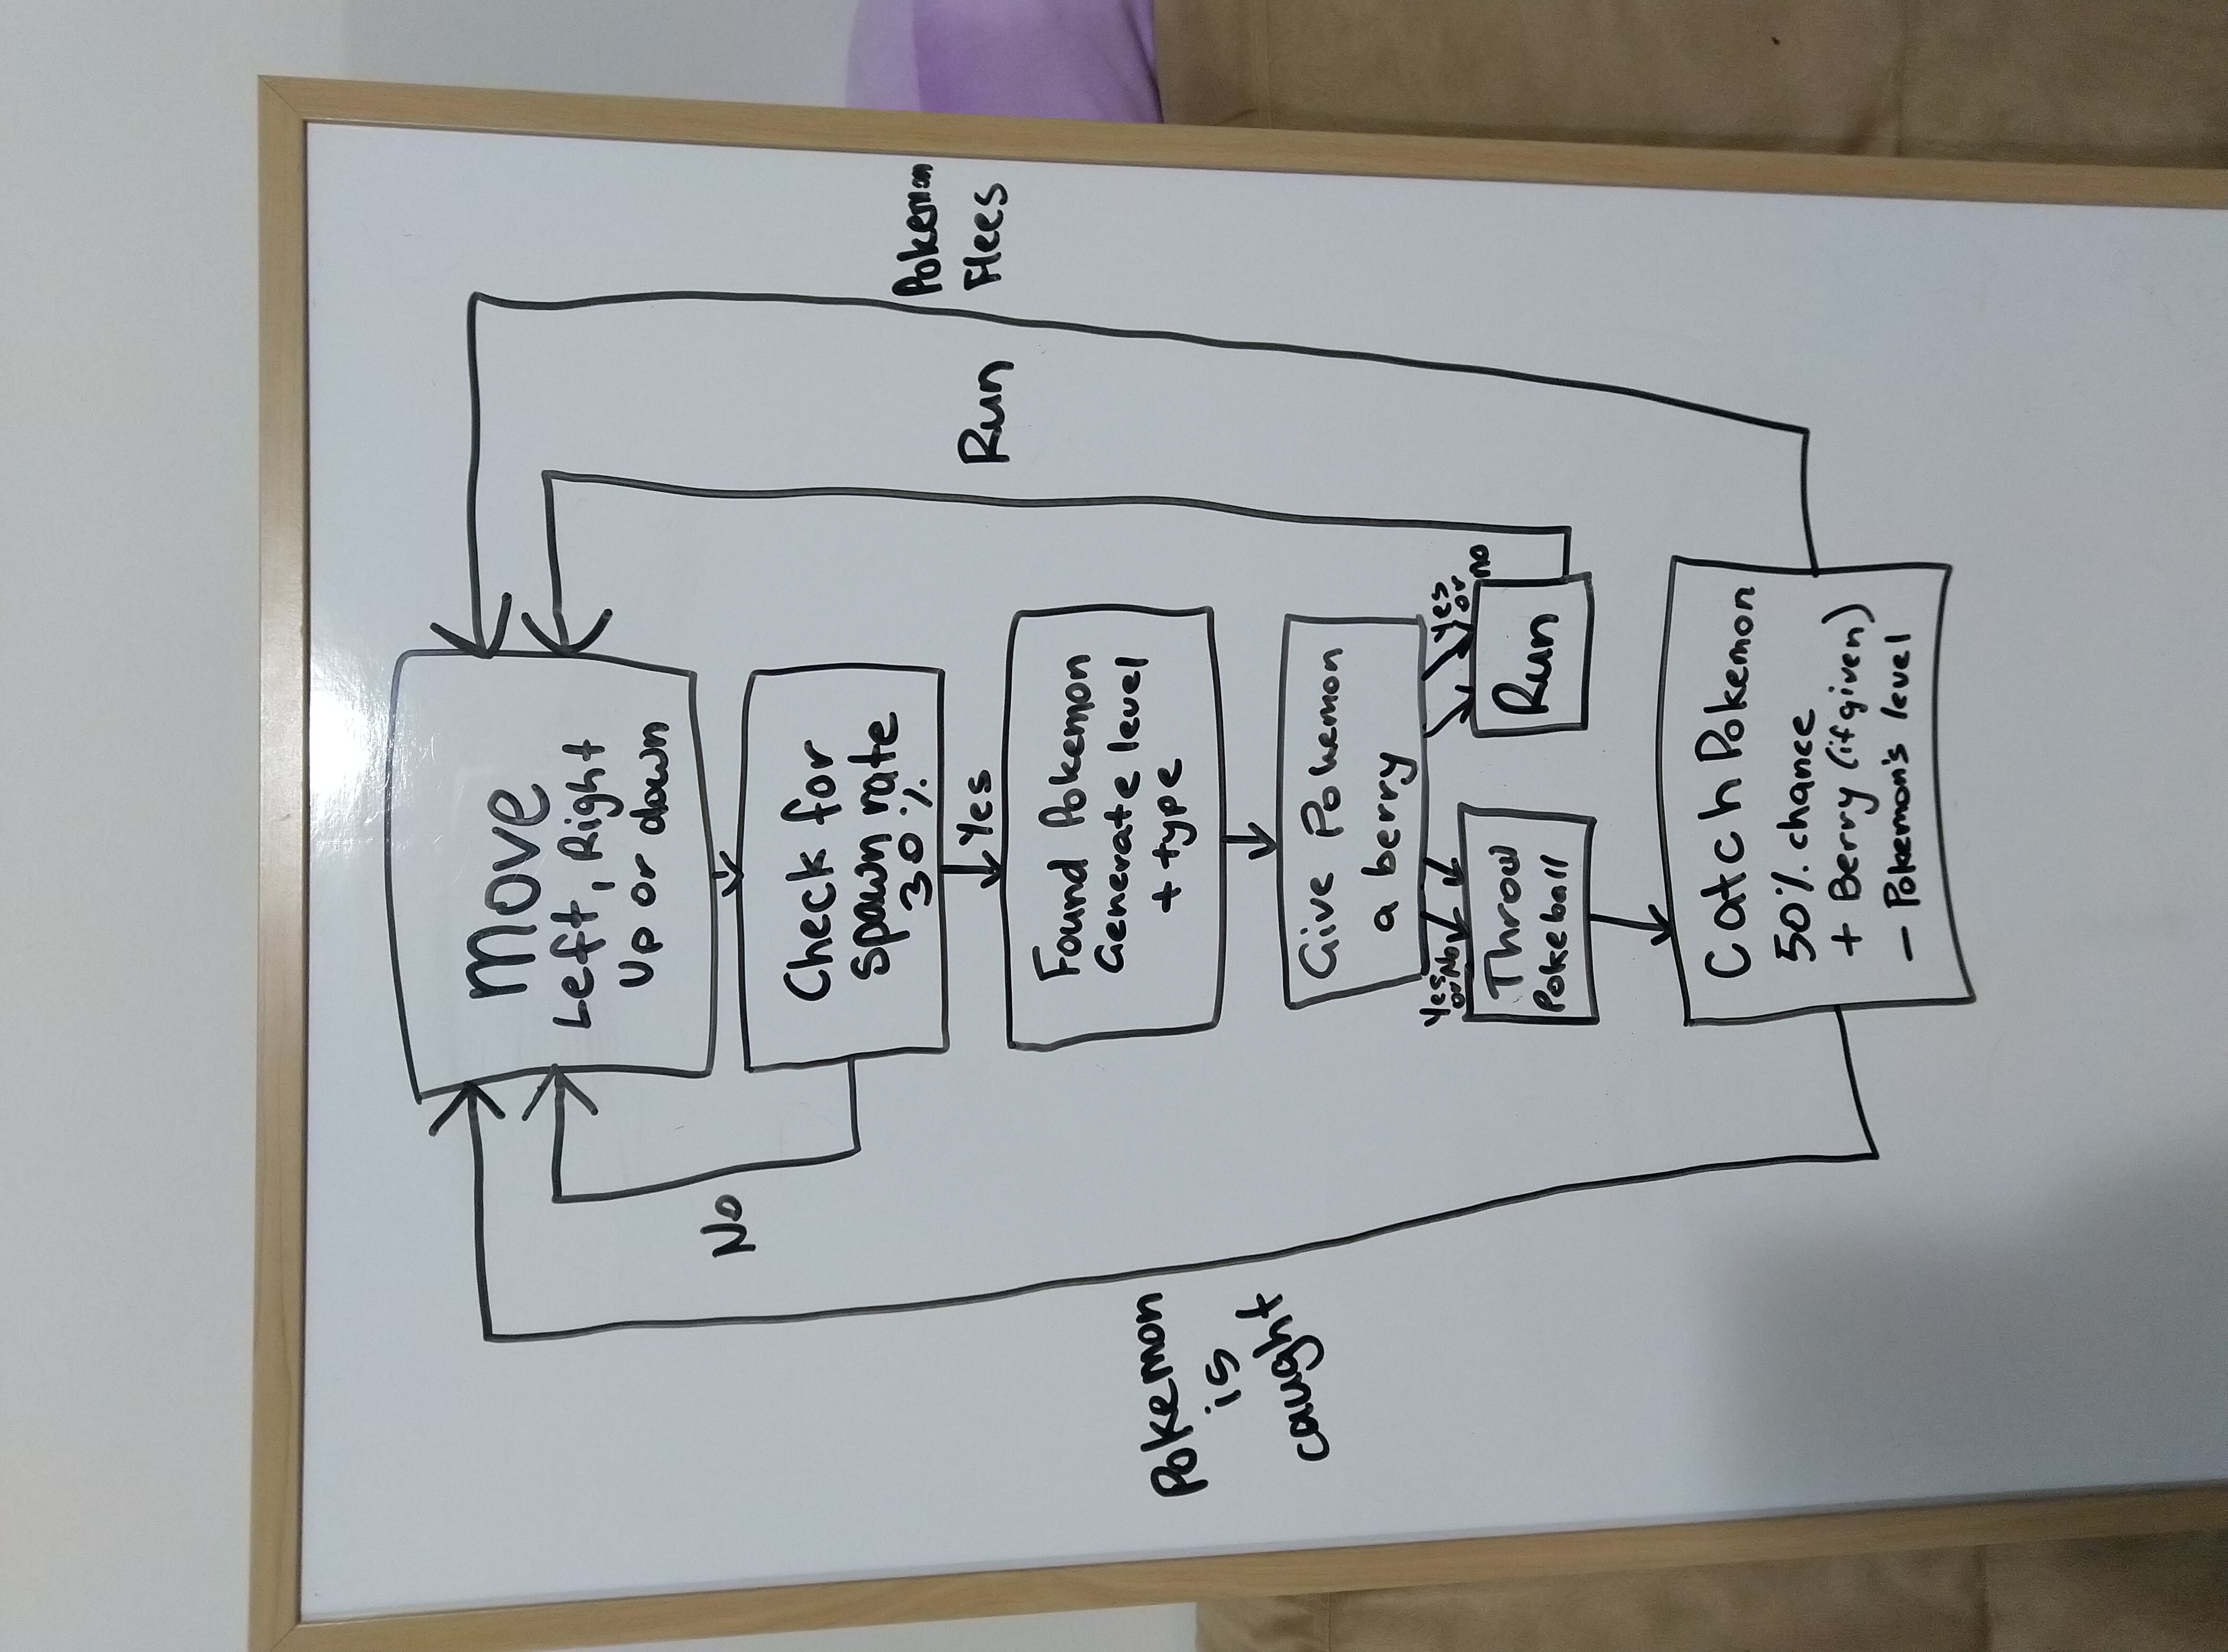 Move
Left, Right
Up or down
No
Check for
spawn rate
30%
Yes
Pokemon
Flees
Run
Found Pokemon
Generate level
+ type
Pokemon
is
caught
Give Pokemon
a berry
Yes
or No
Yes
or
no
Throw
Pokeball
Run
Catch Pokemon
50% chance
+ Berry (if given)
- Pokemon's level